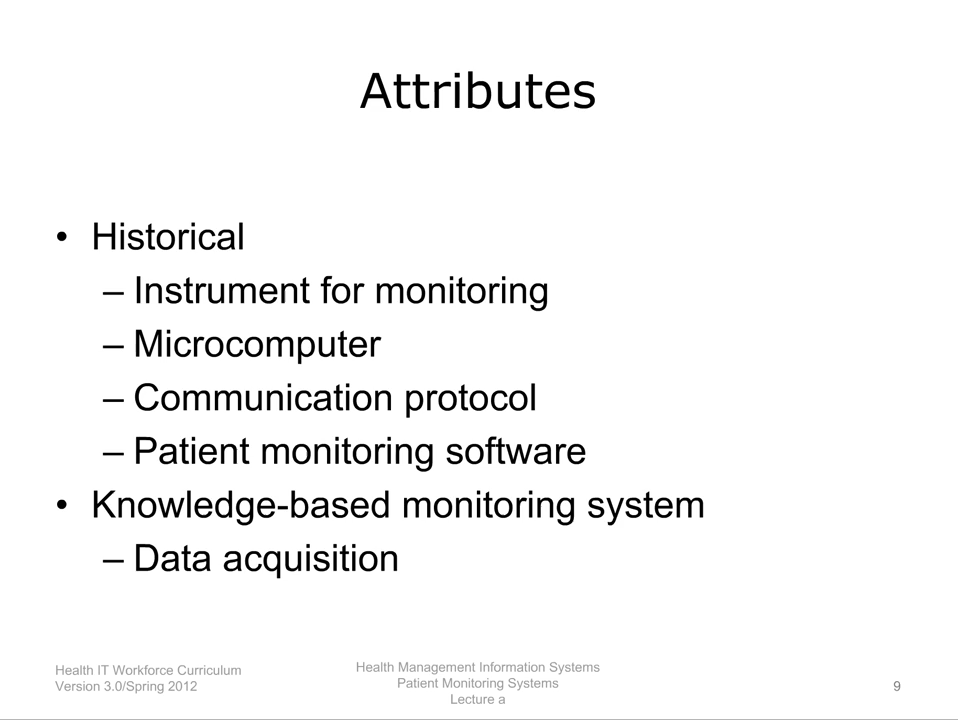 Attributes
• Historical
– Instrument for monitoring
– Microcomputer
– Communication protocol
– Patient monitoring software
• Knowledge-based monitoring system
– Data acquisition
Health IT Workforce Curriculum
Version 3.0/Spring 2012
Health Management Information Systems
Patient Monitoring Systems
Lecture a
9